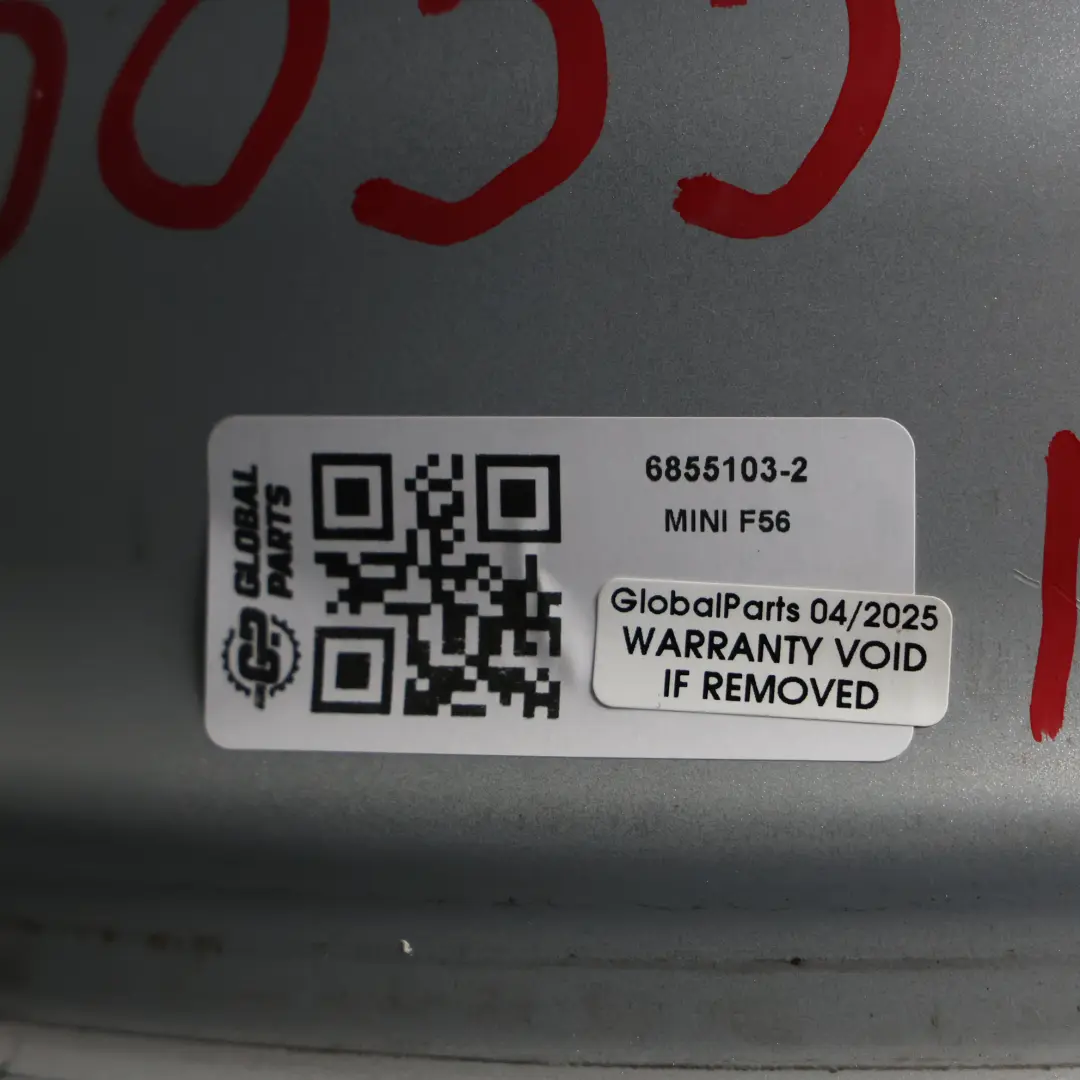 GLOBAL
PARTS
6855103-2
MINI F56
GlobalParts 04/2025
WARRANTY VOID
IF REMOVED